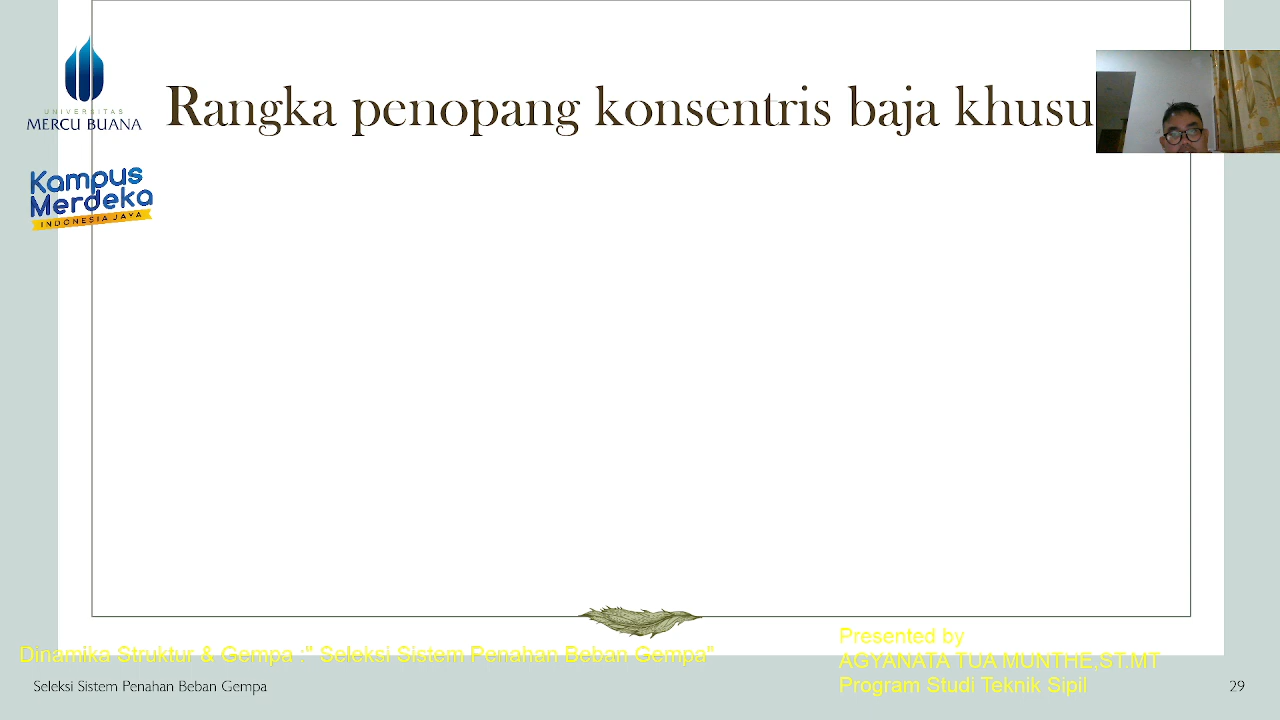 UNIVERSITAS
MERCU BUANA
Rangka penopang konsentris baja khusu
Kampus
Merdeka
INDONESIA JAYA
Presented by
Dinamika Struktur & Gempa :" Seleksi Sistem Penahan Beban Gempa"
AGYANATA TUA MUNTHE,ST.MT
Seleksi Sistem Penahan Beban Gempa
Program Studi Teknik Sipil
29